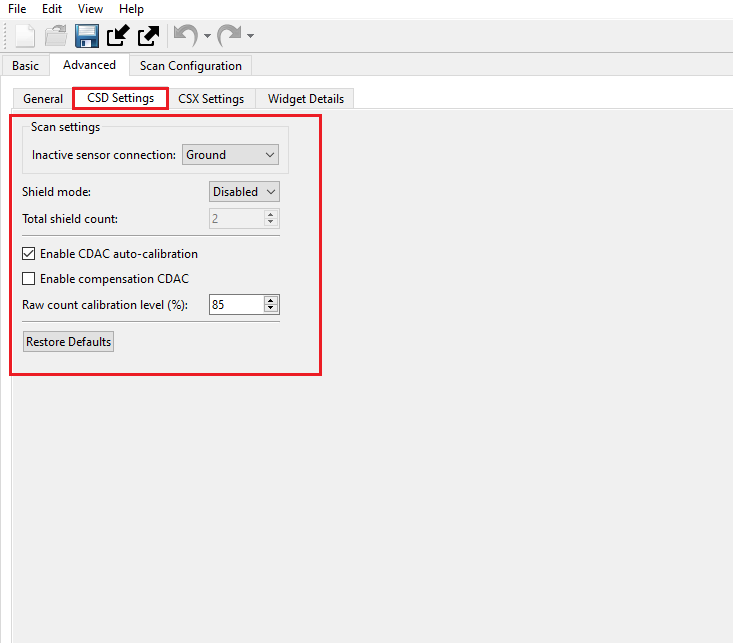 File Edit View Help
Basic Advanced Scan Configuration
General CSD Settings CSX Settings Widget Details
Scan settings
Inactive sensor connection: Ground
Shield mode: Disabled
Total shield count: 2
Enable CDAC auto-calibration
Enable compensation CDAC
Raw count calibration level (%): 85
Restore Defaults